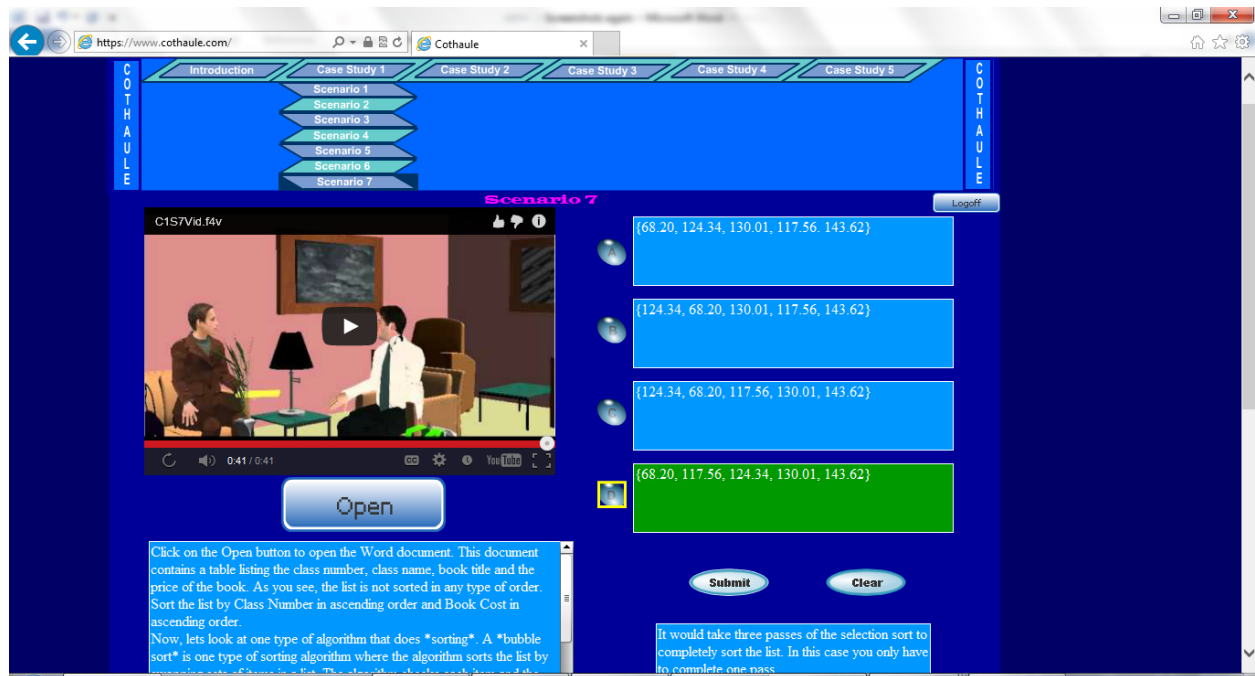 https://www.cothaule.com/
Cothaule
COTHAULE
Introduction
Case Study 1
Case Study 2
Case Study 3
Case Study 4
Case Study 5
COTHAULE
Scenario 1
Scenario 2
Scenario 3
Scenario 4
Scenario 5
Scenario 6
Scenario 7
Scenario 7
Logoff
C1S7Vid.f4v
0:41 / 0:41
CC
YouTube
Open
Click on the Open button to open the Word document. This document
contains a table listing the class number, class name, book title and the
price of the book. As you see, the list is not sorted in any type of order.
Sort the list by Class Number in ascending order and Book Cost in
ascending order.
Now, lets look at one type of algorithm that does *sorting*. A *bubble
sort* is one type of sorting algorithm where the algorithm sorts the list by
A
{68.20, 124.34, 130.01, 117.56. 143.62}
B
{124.34, 68.20, 130.01, 117.56, 143.62}
C
{124.34, 68.20, 117.56, 130.01, 143.62}
D
{68.20, 117.56, 124.34, 130.01, 143.62}
Submit
Clear
It would take three passes of the selection sort to
completely sort the list. In this case you only have
to complete one pass